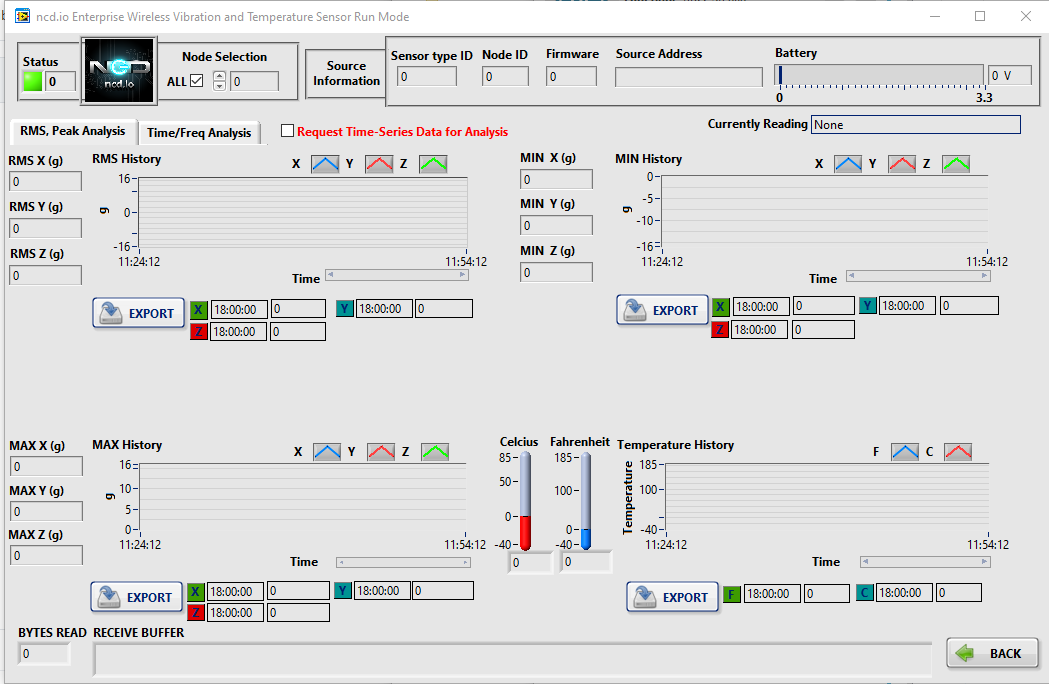 ncd.io Enterprise Wireless Vibration and Temperature Sensor Run Mode
Status
0
NCD
ncd.io
Node Selection
ALL 0
Source
Information
Sensor type ID Node ID Firmware Source Address Battery
0 0 0 0 V
0 3.3
RMS, Peak Analysis Time/Freq Analysis Request Time-Series Data for Analysis Currently Reading None
RMS X (g)
0
RMS Y (g)
0
RMS Z (g)
0
RMS History X Y Z
16
0
-16
g
11:24:12 11:54:12
Time
EXPORT X 18:00:00 0 Y 18:00:00 0
Z 18:00:00 0
MIN X (g)
0
MIN Y (g)
0
MIN Z (g)
0
MIN History X Y Z
0
-5
-10
-16
g
11:24:12 11:54:12
Time
EXPORT X 18:00:00 0 Y 18:00:00 0
Z 18:00:00 0
MAX X (g)
0
MAX Y (g)
0
MAX Z (g)
0
MAX History X Y Z
16
10
5
0
g
11:24:12 11:54:12
Time
EXPORT X 18:00:00 0 Y 18:00:00 0
Z 18:00:00 0
Celcius
85
50
0
-40
0
Fahrenheit
185
100
0
-40
0
Temperature History F C
185
100
-40
Temperature
11:24:12 11:54:12
Time
EXPORT F 18:00:00 0 C 18:00:00 0
BYTES READ RECEIVE BUFFER
0
BACK